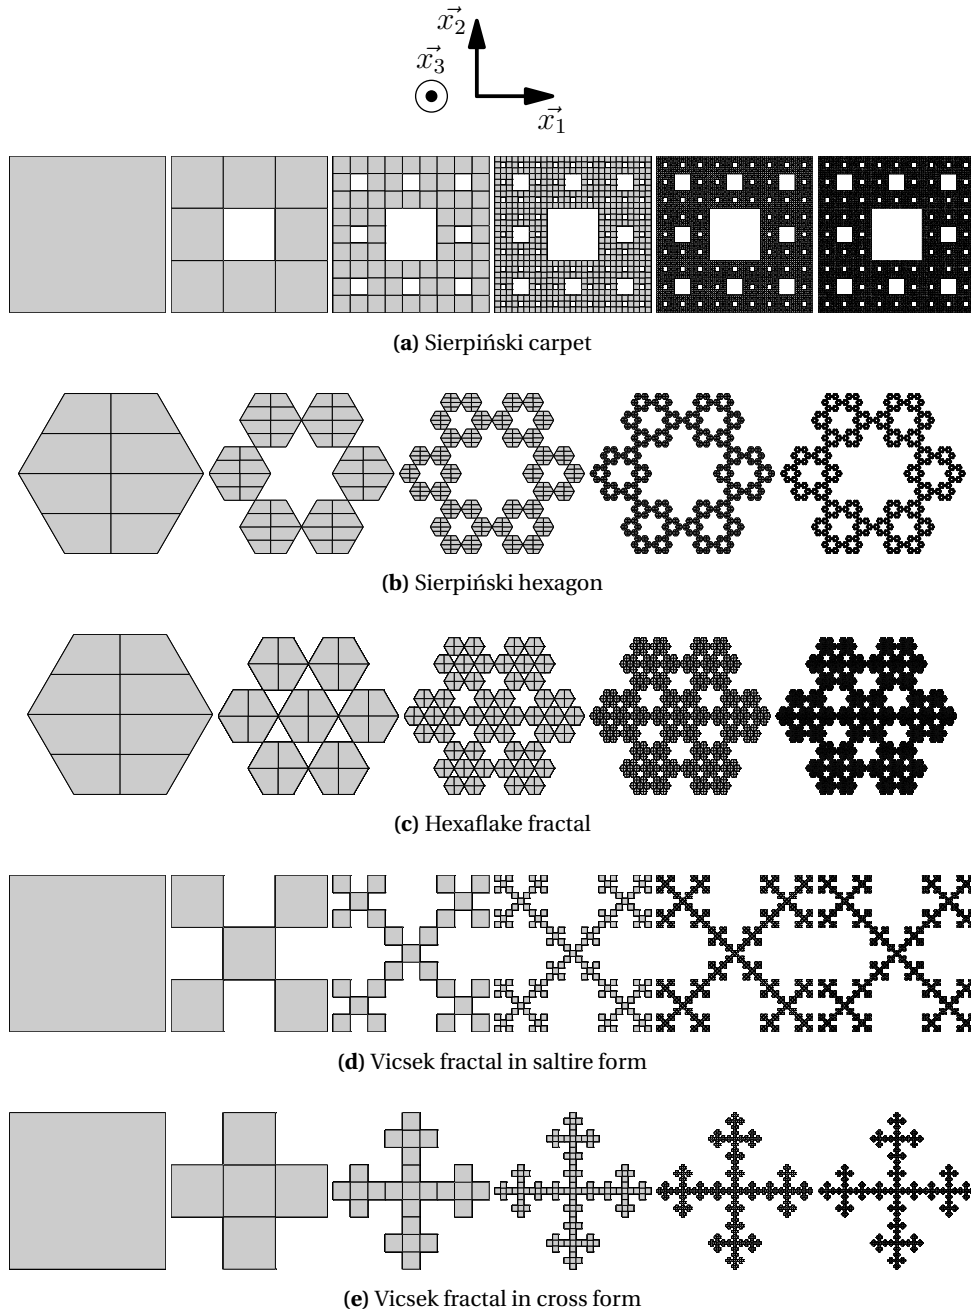 x⃗2
x⃗3
x⃗1
(a) Sierpiński carpet
(b) Sierpiński hexagon
(c) Hexaflake fractal
(d) Vicsek fractal in saltire form
(e) Vicsek fractal in cross form